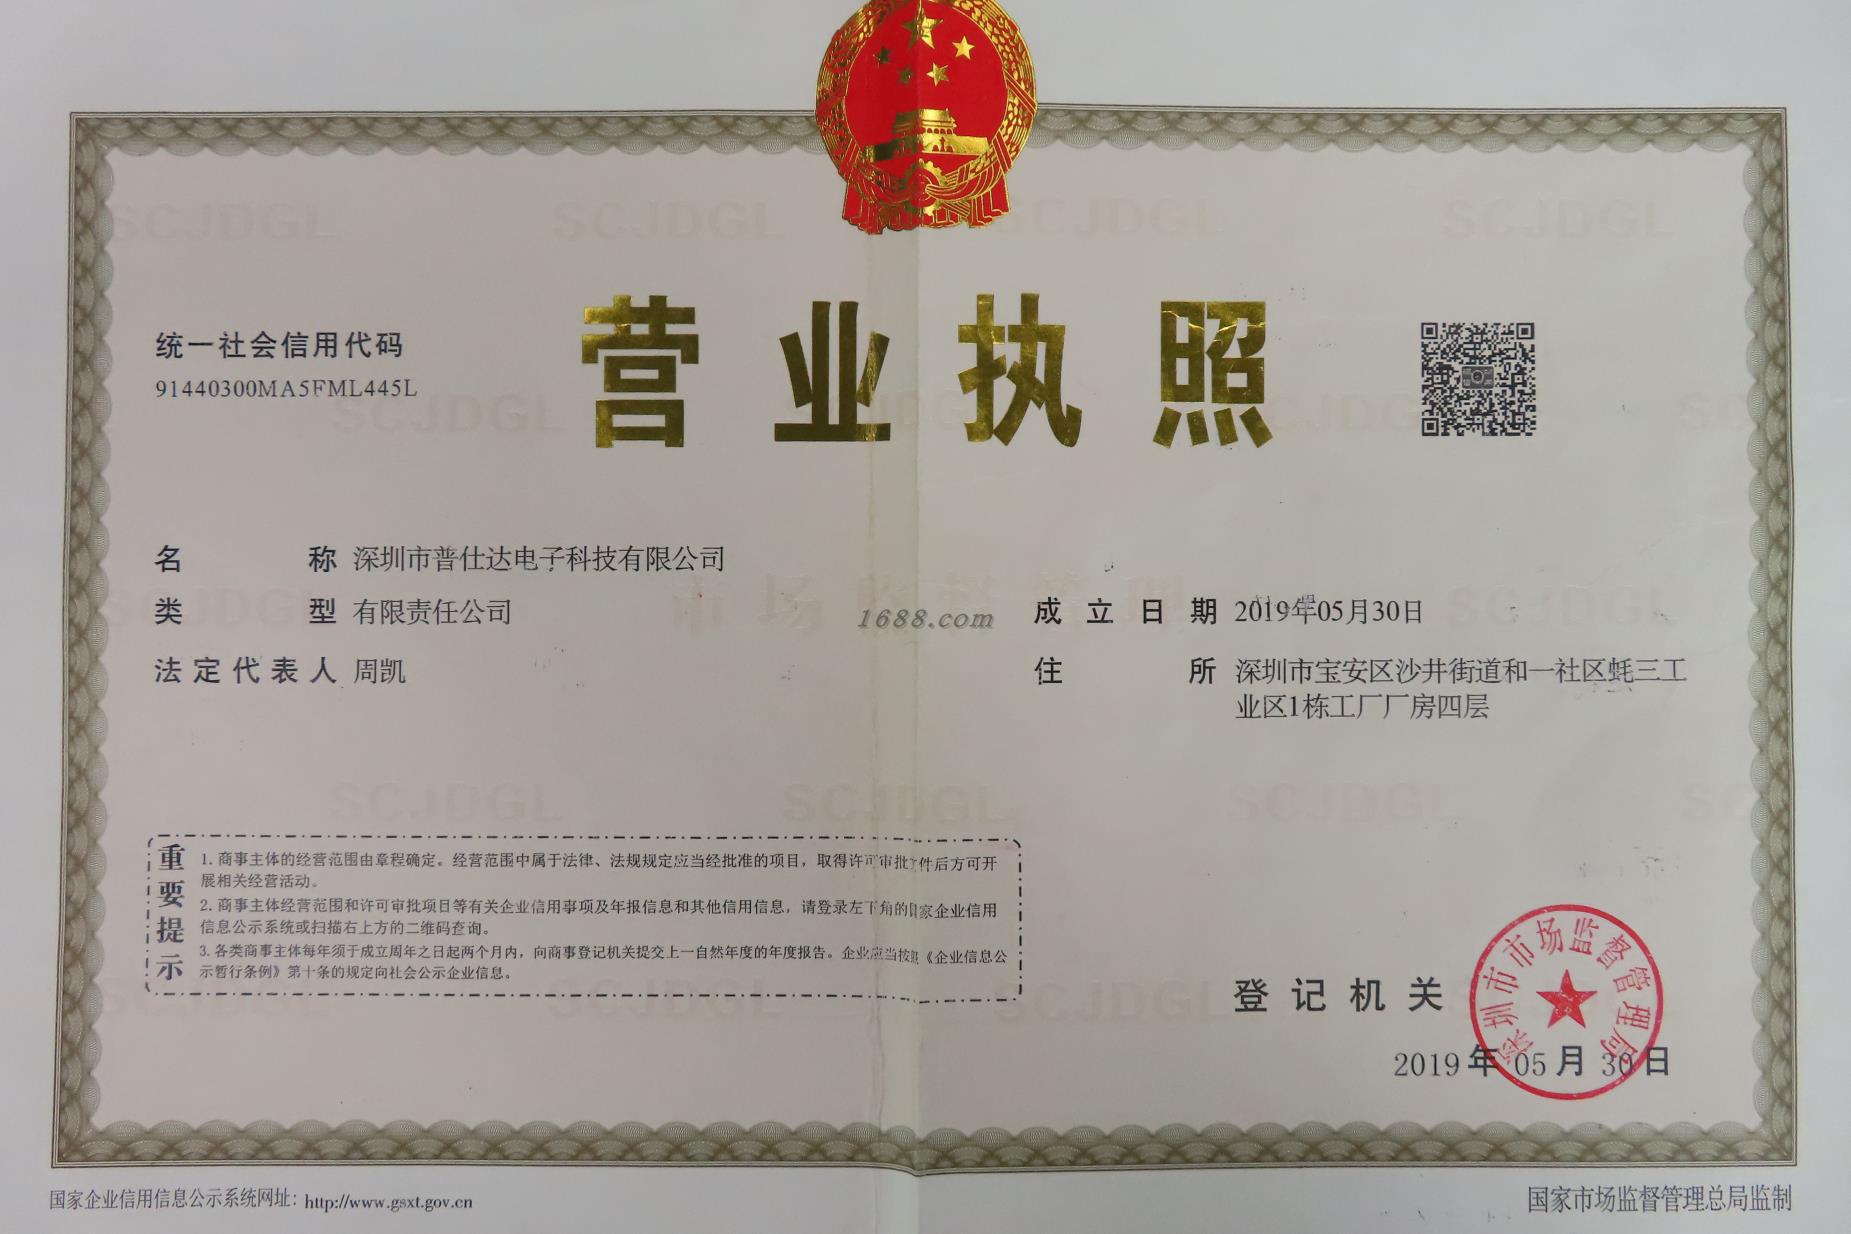 营业执照
统一社会信用代码
91440300MA5FML445L
名称 深圳市普仕达电子科技有限公司
类型 有限责任公司
法定代表人 周凯
成立日期 2019年05月30日
住所 深圳市宝安区沙井街道和一社区蚝三工
业区1栋工厂厂房四层
1688.com
市场监督管理
SCJDGL
重要提示
1. 商事主体的经营范围由章程确定。经营范围中属于法律、法规规定应当经批准的项目，取得许可审批文件后方可开
展相关经营活动。
2. 商事主体经营范围和许可审批项目等有关企业信用事项及年报信息和其他信用信息，请登录左下角的国家企业信用
信息公示系统或扫描右上方的二维码查询。
3. 各类商事主体每年须于成立周年之日起两个月内，向商事登记机关提交上一自然年度的年度报告。企业应当按照《企业信息公
示暂行条例》第十条的规定向社会公示企业信息。
登记机关
深圳市市场监督管理局
2019年05月30日
国家企业信用信息公示系统网址：http://www.gsxt.gov.cn
国家市场监督管理总局监制